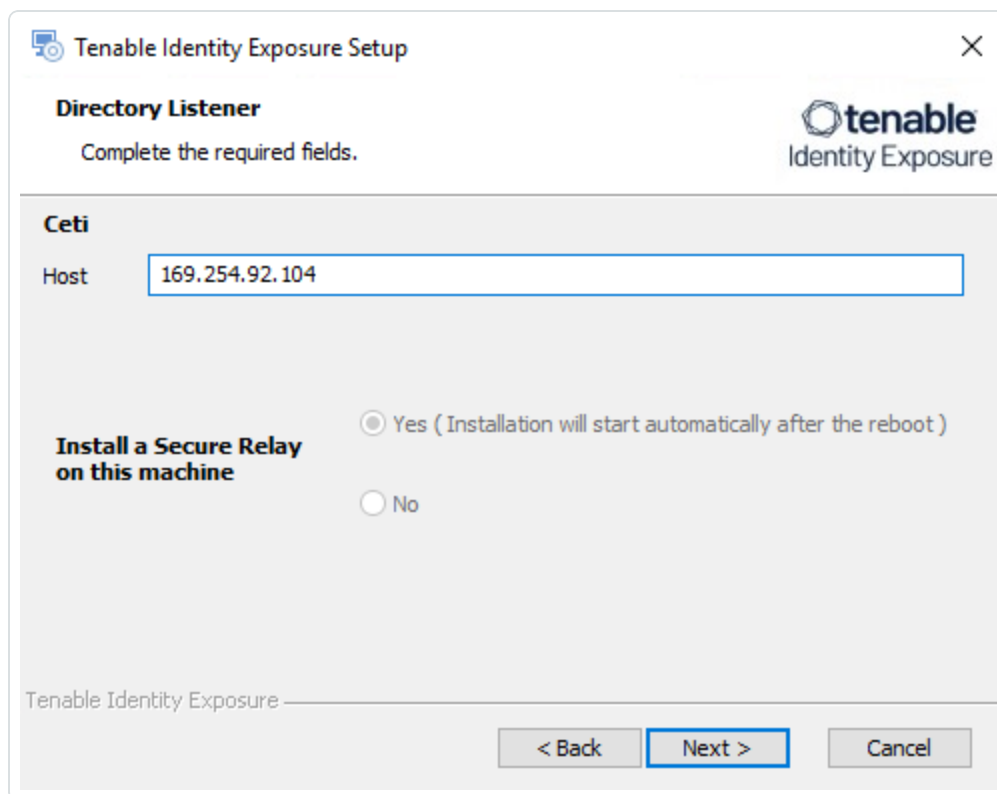 Tenable Identity Exposure Setup
Directory Listener
Complete the required fields.
tenable
Identity Exposure
Ceti
Host 169.254.92.104
Yes ( Installation will start automatically after the reboot )
Install a Secure Relay
on this machine
No
Tenable Identity Exposure
< Back Next > Cancel